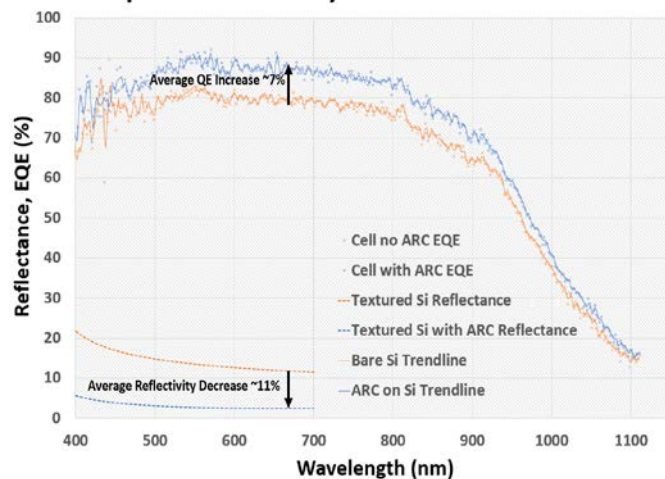 100
90
80
70
60
50
40
30
20
10
0
Reflectance, EQE (%)
Average QE Increase ~7%
Cell no ARC EQE
Cell with ARC EQE
Textured Si Reflectance
Textured Si with ARC Reflectance
Bare Si Trendline
ARC on Si Trendline
Average Reflectivity Decrease ~11%
400 500 600 700 800 900 1000 1100
Wavelength (nm)